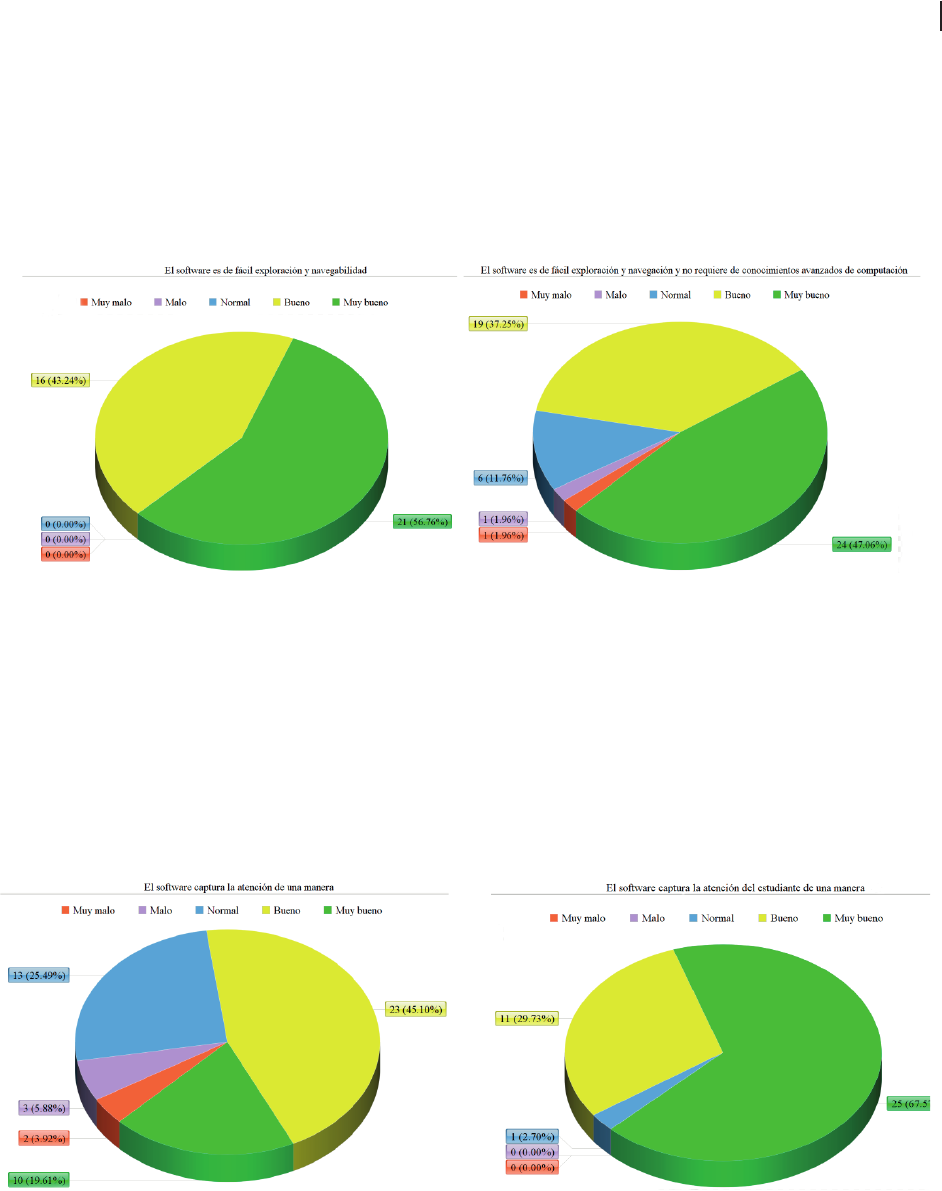 El software es de fácil exploración y navegabilidad
Muy malo Malo Normal Bueno Muy bueno
16 (43.24%)
0 (0.00%)
0 (0.00%)
0 (0.00%)
21 (56.76%)
El software es de fácil exploración y navegación y no requiere de conocimientos avanzados de computación
Muy malo Malo Normal Bueno Muy bueno
19 (37.25%)
6 (11.76%)
1 (1.96%)
1 (1.96%)
24 (47.06%)
El software captura la atención de una manera
Muy malo Malo Normal Bueno Muy bueno
13 (25.49%)
23 (45.10%)
3 (5.88%)
2 (3.92%)
10 (19.61%)
El software captura la atención del estudiante de una manera
Muy malo Malo Normal Bueno Muy bueno
11 (29.73%)
25 (67.5
1 (2.70%)
0 (0.00%)
0 (0.00%)